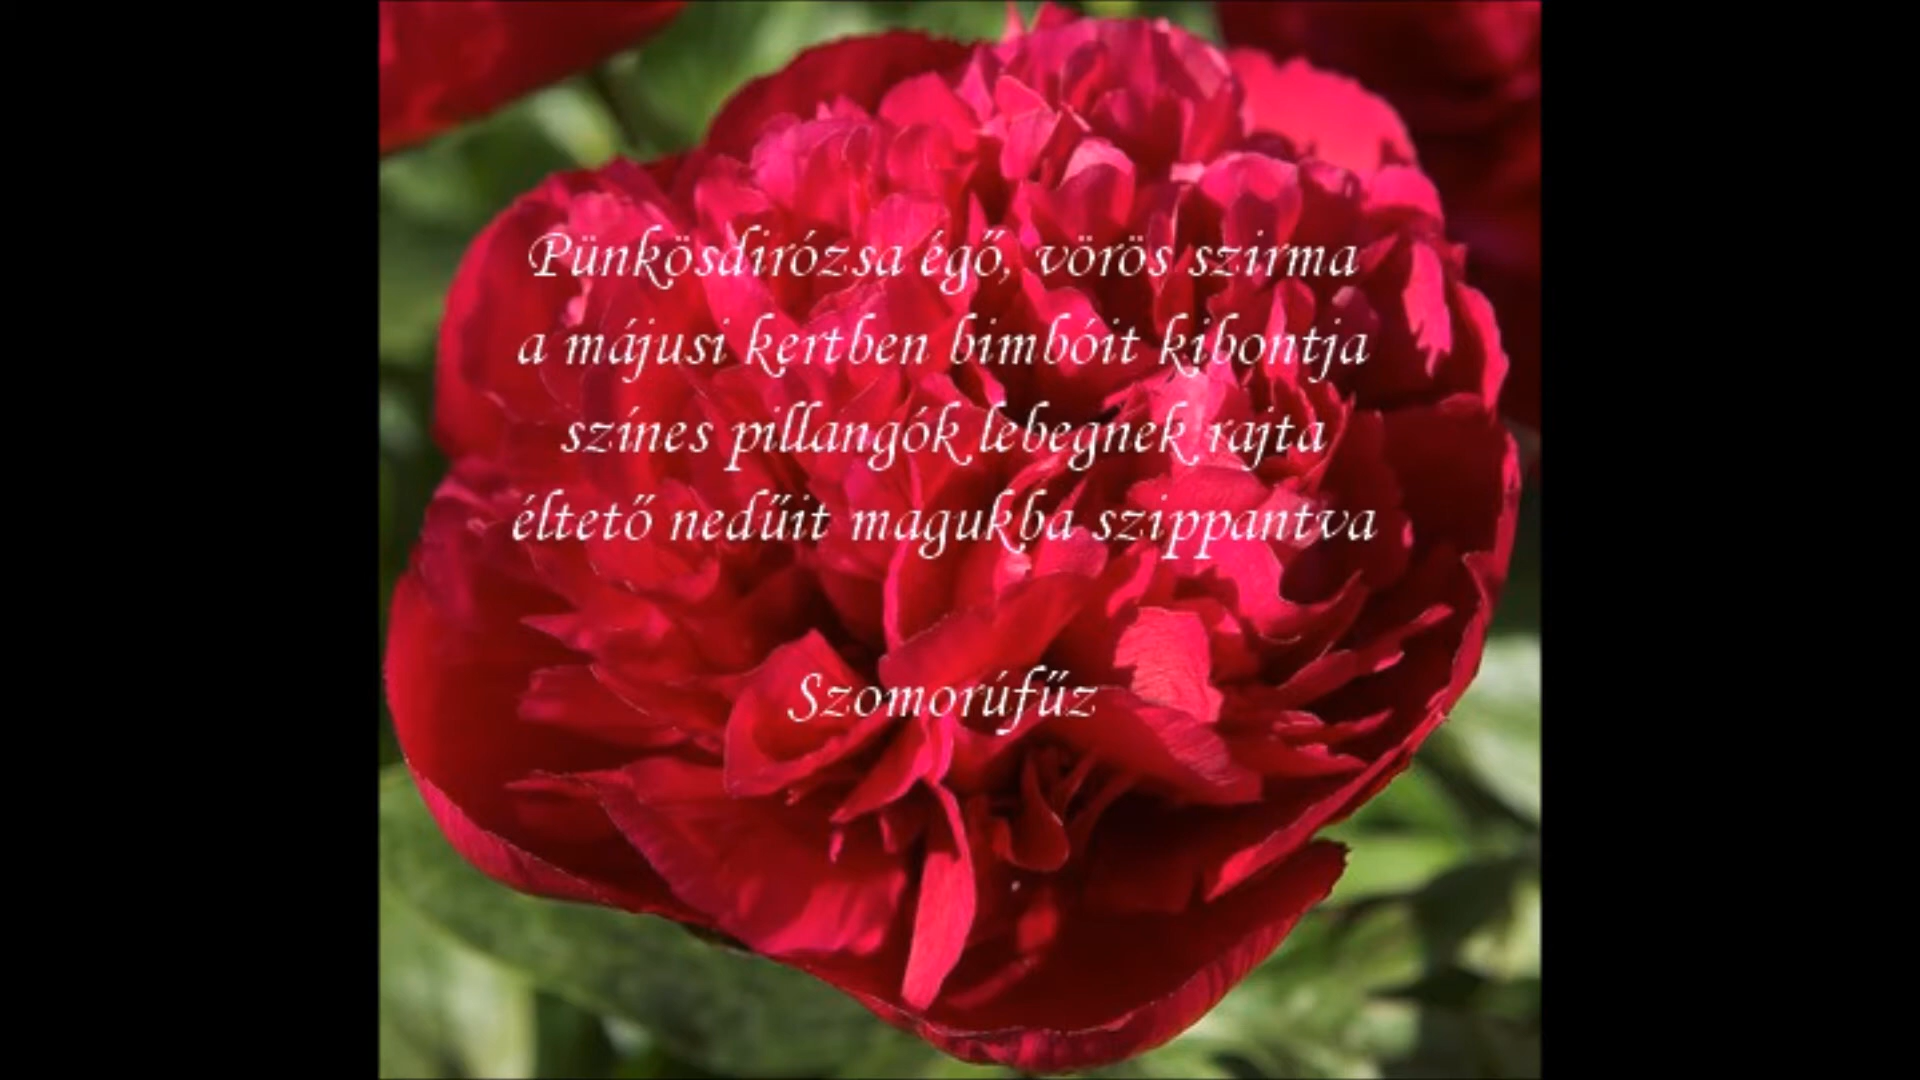 Pünkösdirózsa égő, vörös szirma
a májusi kertben bimbóit kibontja
színes pillangók lebegnek rajta
éltető nedűit magukba szippantva
Szomorúfűz